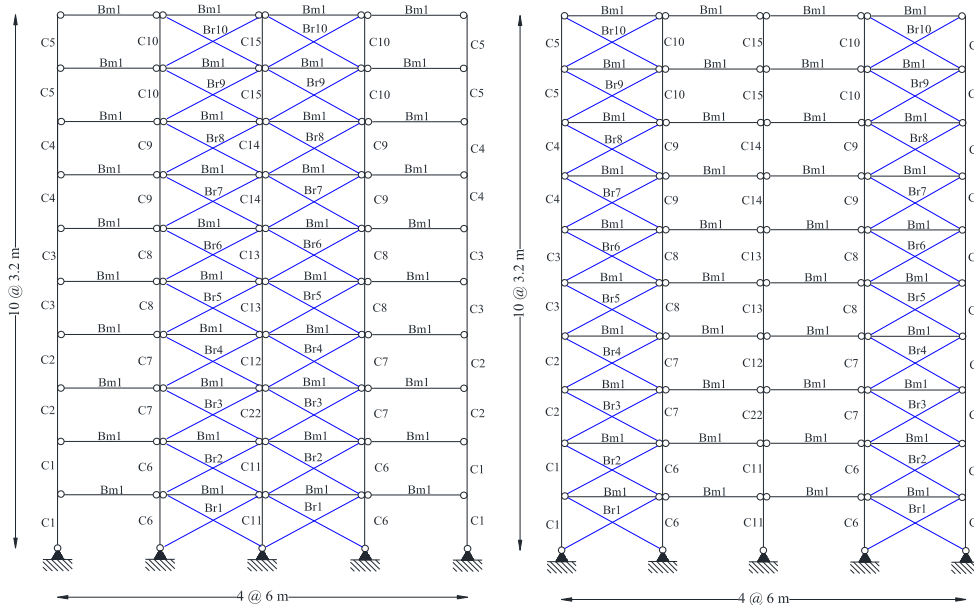 Bm1 Bm1 Bm1 Bm1
C5 C10 Br10 C15 Br10 C10 C5
Bm1 Bm1 Bm1 Bm1
C5 C10 Br9 C15 Br9 C10 C5
Bm1 Bm1 Bm1 Bm1
C4 C9 Br8 C14 Br8 C9 C4
Bm1 Bm1 Bm1 Bm1
C4 C9 Br7 C14 Br7 C9 C4
Bm1 Bm1 Bm1 Bm1
C3 C8 Br6 C13 Br6 C8 C3
Bm1 Bm1 Bm1 Bm1
C3 C8 Br5 C13 Br5 C8 C3
Bm1 Bm1 Bm1 Bm1
C2 C7 Br4 C12 Br4 C7 C2
Bm1 Bm1 Bm1 Bm1
C2 C7 Br3 C22 Br3 C7 C2
Bm1 Bm1 Bm1 Bm1
C1 C6 Br2 C11 Br2 C6 C1
Bm1 Bm1 Bm1 Bm1
C1 C6 Br1 C11 Br1 C6 C1
10 @ 3.2 m
4 @ 6 m
Bm1 Bm1 Bm1 Bm1
C5 Br10 C10 C15 C10 Br10 C
Bm1 Bm1 Bm1 Bm1
C5 Br9 C10 C15 C10 Br9 C
Bm1 Bm1 Bm1 Bm1
C4 Br8 C9 C14 C9 Br8 C
Bm1 Bm1 Bm1 Bm1
C4 Br7 C9 C14 C9 Br7 C
Bm1 Bm1 Bm1 Bm1
C3 Br6 C8 C13 C8 Br6 C
Bm1 Bm1 Bm1 Bm1
C3 Br5 C8 C13 C8 Br5 C
Bm1 Bm1 Bm1 Bm1
C2 Br4 C7 C12 C7 Br4 C
Bm1 Bm1 Bm1 Bm1
C2 Br3 C7 C22 C7 Br3 C
Bm1 Bm1 Bm1 Bm1
C1 Br2 C6 C11 C6 Br2 C
Bm1 Bm1 Bm1 Bm1
C1 Br1 C6 C11 C6 Br1 C
10 @ 3.2 m
4 @ 6 m